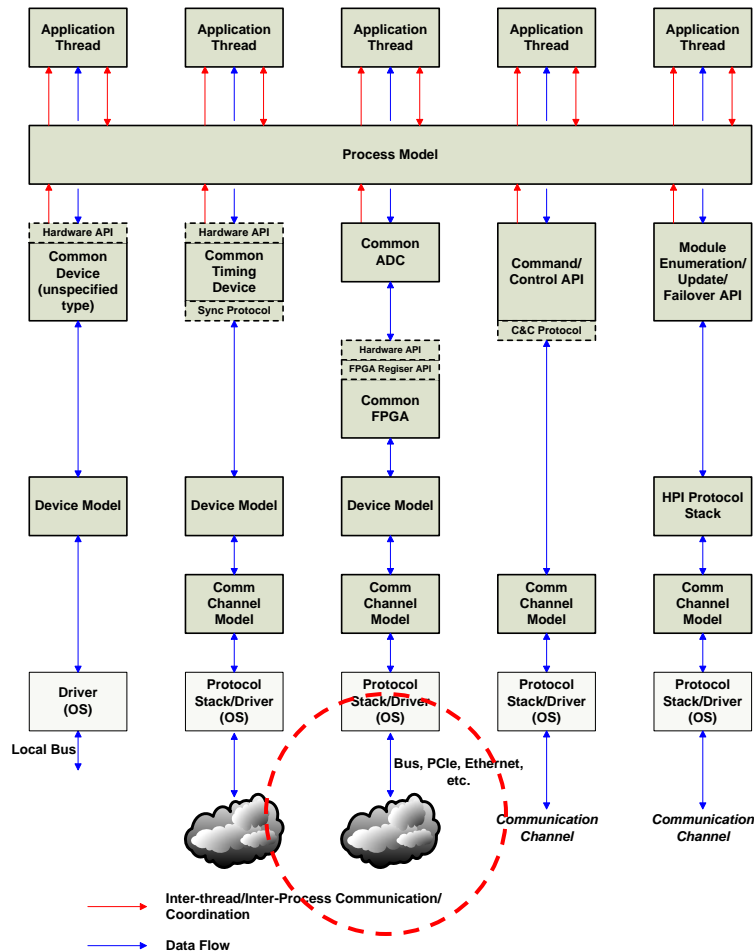 Application
Thread
Application
Thread
Application
Thread
Application
Thread
Application
Thread
Process Model
Hardware API
Common
Device
(unspecified
type)
Hardware API
Common
Timing
Device
Sync Protocol
Common
ADC
Command/
Control API
C&C Protocol
Module
Enumeration/
Update/
Failover API
Hardware API
FPGA Regiser API
Common
FPGA
Device Model
Device Model
Device Model
HPI Protocol
Stack
Comm
Channel
Model
Comm
Channel
Model
Comm
Channel
Model
Comm
Channel
Model
Driver
(OS)
Protocol
Stack/Driver
(OS)
Protocol
Stack/Driver
(OS)
Protocol
Stack/Driver
(OS)
Protocol
Stack/Driver
(OS)
Local Bus
Bus, PCIe, Ethernet,
etc.
Communication
Channel
Communication
Channel
Inter-thread/Inter-Process Communication/
Coordination
Data Flow